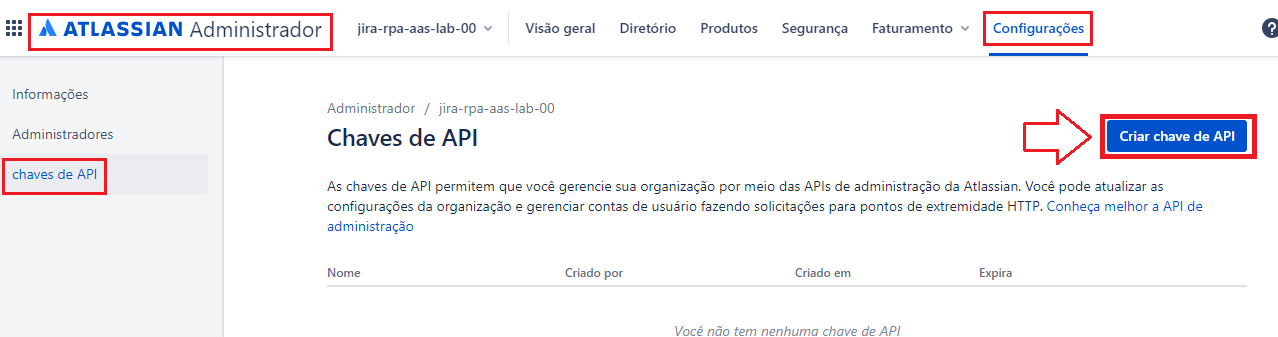 ATLASSIAN Administrador
jira-rpa-aas-lab-00
Visão geral
Diretório
Produtos
Segurança
Faturamento
Configurações
?
Informações
Administradores
chaves de API
Administrador / jira-rpa-aas-lab-00
Chaves de API
Criar chave de API
As chaves de API permitem que você gerencie sua organização por meio das APIs de administração da Atlassian. Você pode atualizar as
configurações da organização e gerenciar contas de usuário fazendo solicitações para pontos de extremidade HTTP. Conheça melhor a API de
administração
Nome Criado por Criado em Expira
Você não tem nenhuma chave de API